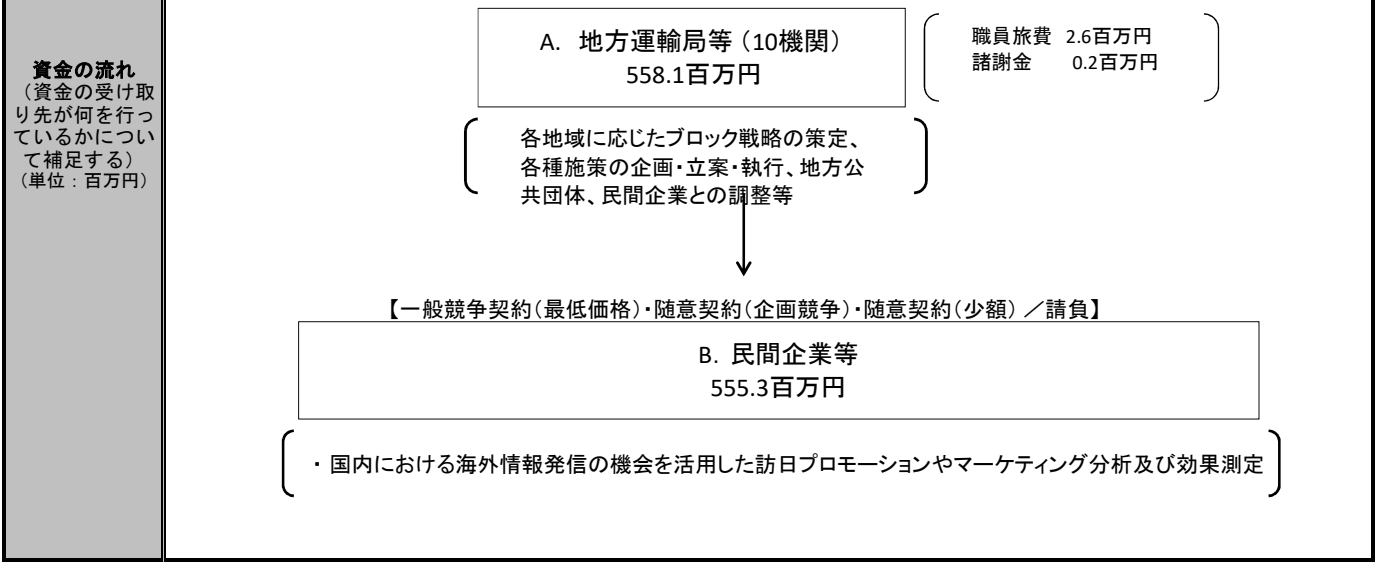 資金の流れ
（資金の受け取
り先が何を行っ
ているかについ
て補足する）
（単位：百万円）
A. 地方運輸局等（10機関）
558.1百万円
職員旅費 2.6百万円
諸謝金 0.2百万円
各地域に応じたブロック戦略の策定、
各種施策の企画・立案・執行、地方公
共団体、民間企業との調整等
【一般競争契約(最低価格)・随意契約(企画競争)・随意契約(少額) ／請負】
B. 民間企業等
555.3百万円
・国内における海外情報発信の機会を活用した訪日プロモーションやマーケティング分析及び効果測定